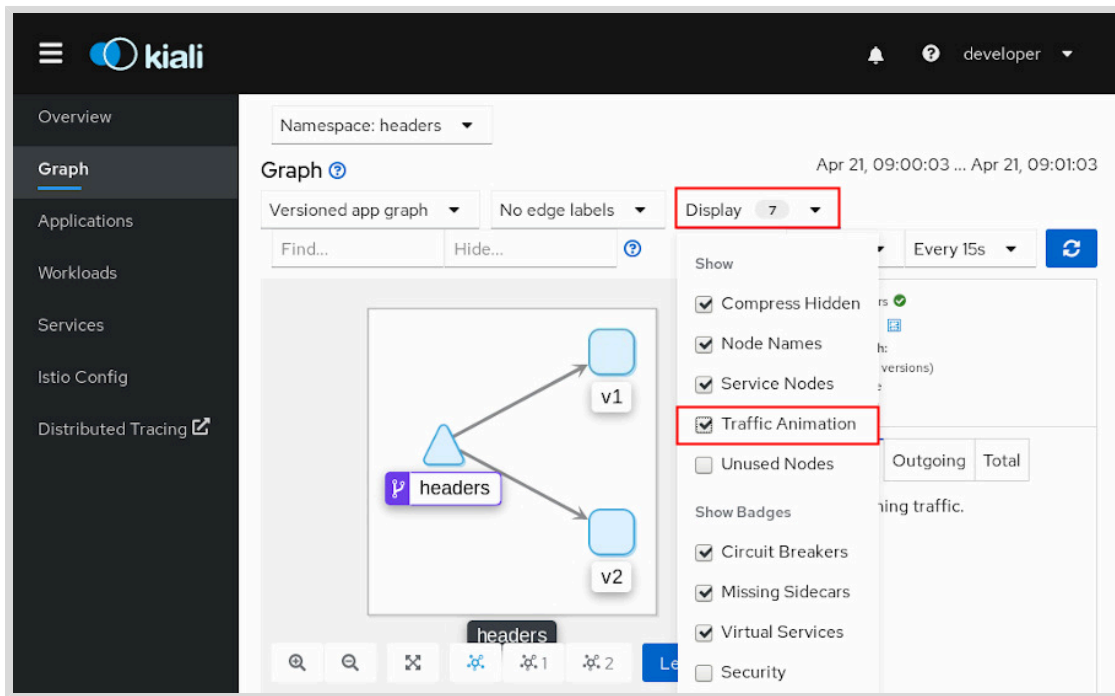 kiali
developer
Overview
Graph
Applications
Workloads
Services
Istio Config
Distributed Tracing
Namespace: headers
Graph
Apr 21, 09:00:03 ... Apr 21, 09:01:03
Versioned app graph
No edge labels
Display 7
Find...
Hide...
Every 15s
Show
Compress Hidden
Node Names
Service Nodes
Traffic Animation
Unused Nodes
Show Badges
Circuit Breakers
Missing Sidecars
Virtual Services
Security
versions)
Outgoing
Total
traffic.
v1
headers
v2
headers
1
2